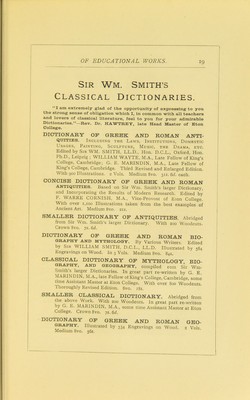 OF EDUCATIONAL WORKS. 89
SIR WM. SMITH'S
CLASSICAL DICTIONARIES.
"I am extremely glad of the opportunity of expressing to you
the strong sense of obligation which I, in common with all teachers
and lovers of classical literature, feel to you for your admirable
Dictionaries."—Rev. Dr. HAWTREY, late Head Master of Eton
College.
DICTIONARY OF GREEK AND ROMAN ANTI-
QUITIES. Including the Laws, Institutions, Domestic
Usages, Painting, Sculpture, Music, the Drama, etc.
Edited by Sir WM. SMITH, LL.D., Hon. D.C.L., Oxford, Hon.
Ph.D., Leipzig; WILLIAM WAYTE, M.A., Late Fellow of King's
College, Cambridge; G. E. MARINDIN, M.A., Late Fellow of
King's College, Cambridge. Third Revised and Enlarged Edition.
With 900 Illustrations. 2 Vols. Medium 8vo. 31s. 6d. each.
CONCISE DICTIONARY OF GREEK AND ROMAN
ANTIQUITIES. Based on Sir Wm. Smith's larger Dictionary,
and Incorporating the Results of Modern Research. Edited by
F. WARRE CORNISH, M.A., Vice-Provost of Eton College.
With over 1,100 Illustrations taken from the best examples of
Ancient Art. Medium 8vo. 21s.
SMALLER DICTIONARY OF ANTIQUITIES. Abridged
from Sir Wm. Smith's larger Dictionary. With 200 Woodcuts.
Crown 8vo. 7s. 6d.
DICTIONARY OF GREEK AND ROMAN BIO-
GRAPHY AND MYTHOLOGY. By Various Writers. Edited
by Sir WILLIAM SMITH, D.C.L., LL.D. Illustrated by 564
Engravings on Wood. In 3 Vols. Medium 8vo. 84s.
CLASSICAL DICTIONARY OF MYTHOLOGY, BIO-
GRAPHY, AND GEOGRAPHY, compiled from Sir Wm.
Smith's larger Dictionaries. In great part re-written by G. E.
MARINDIN, M.A., late Fellow of King's College, Cambridge, some
time Assistant Master at Eton College. With over 800 Woodcuts.
Thoroughly Revised Edition. 8vo. 18s.
SMALLER CLASSICAL DICTIONARY. Abridged from
the above Work. With 200 Woodcuts. In great part re-written
by G. E. MARINDIN, M.A., some time Assistant Master at Eton
College. Crown 8vo. 7s. 6d.
DICTIONARY OF GREEK AND ROMAN GEO-
GRAPHY. Illustrated by 534 Engravings on Wood. 2 Vols.
Medium 8vo. 56s.